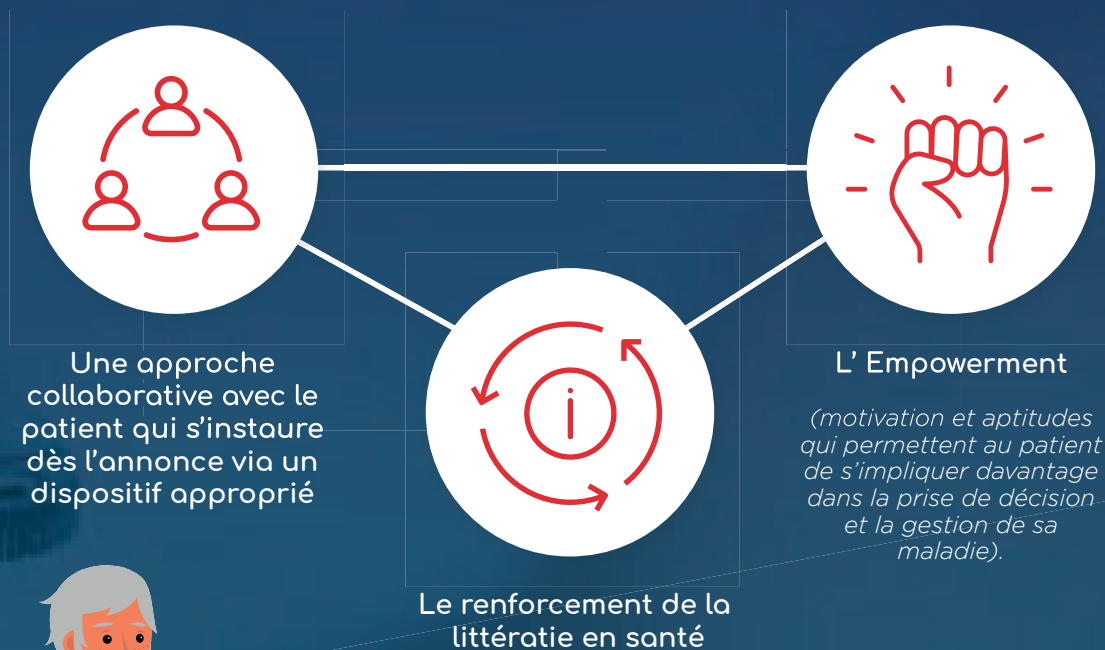 Une approche
collaborative avec le
patient qui s’instaure
dès l’annonce via un
dispositif approprié
L’ Empowerment
(motivation et aptitudes
qui permettent au patient
de s’impliquer davantage
dans la prise de décision
et la gestion de sa
maladie).
Le renforcement de la
littératie en santé